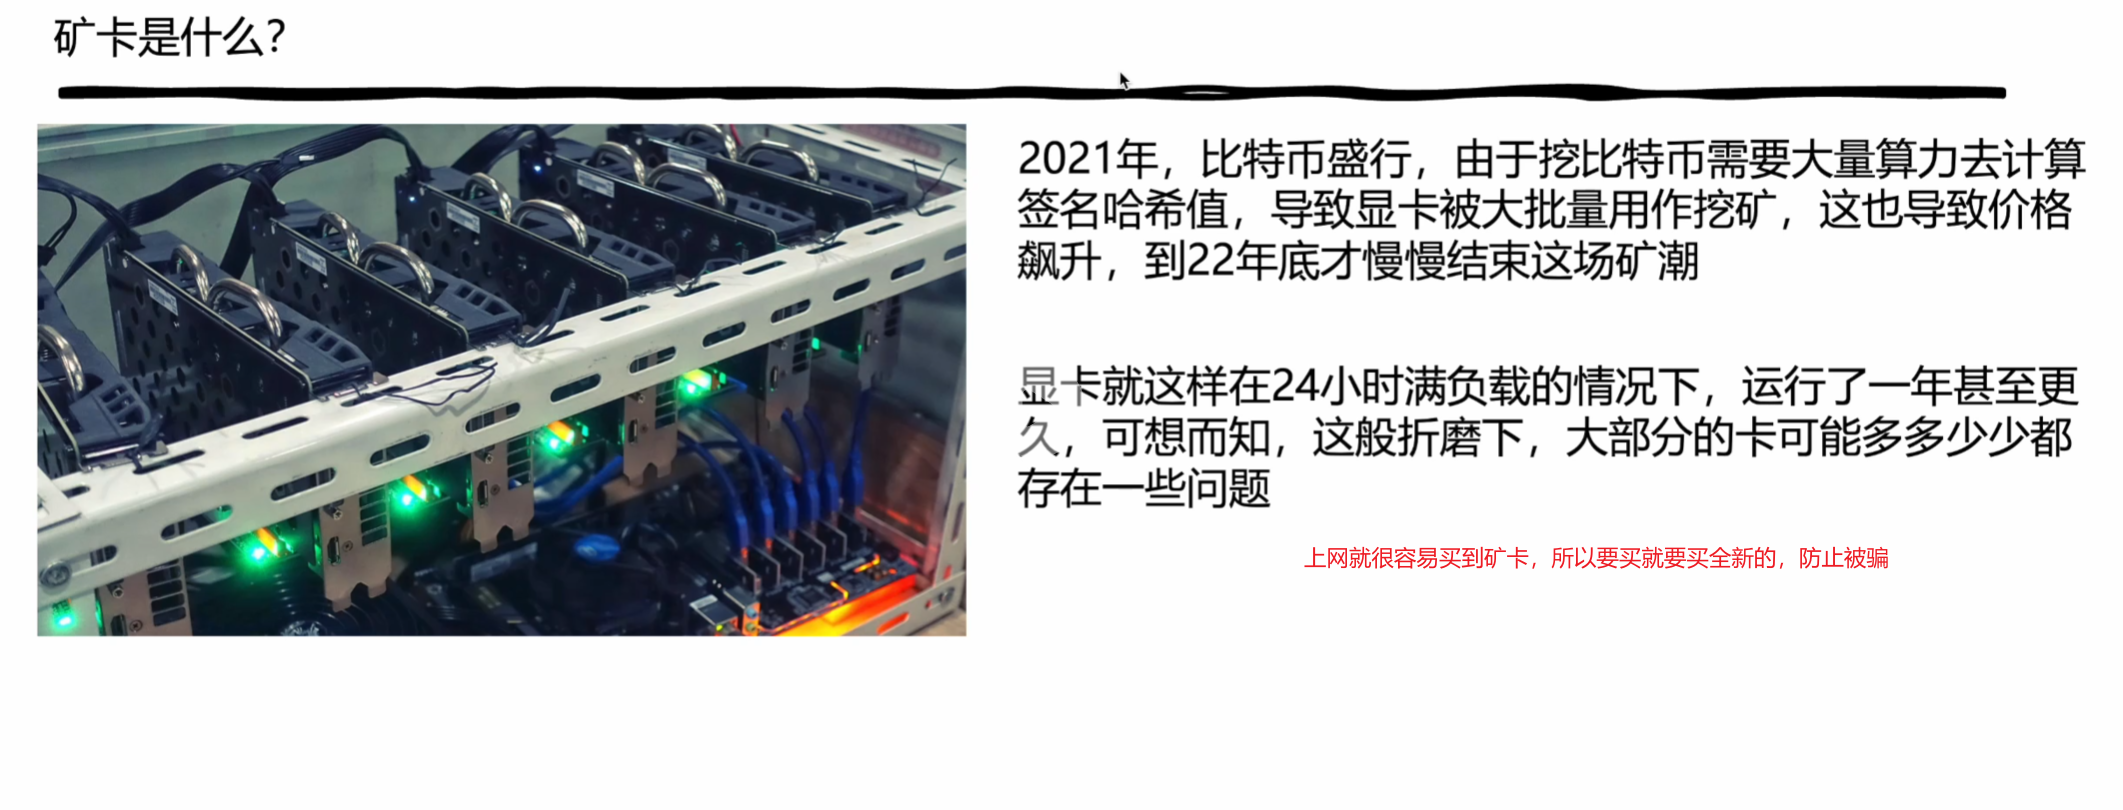 矿卡是什么？
2021年，比特币盛行，由于挖比特币需要大量算力去计算
签名哈希值，导致显卡被大批量用作挖矿，这也导致价格
飙升，到22年底才慢慢结束这场矿潮
显卡就这样在24小时满负载的情况下，运行了一年甚至更
久，可想而知，这般折磨下，大部分的卡可能多多少少都
存在一些问题
上网就很容易买到矿卡，所以要买就要买全新的，防止被骗